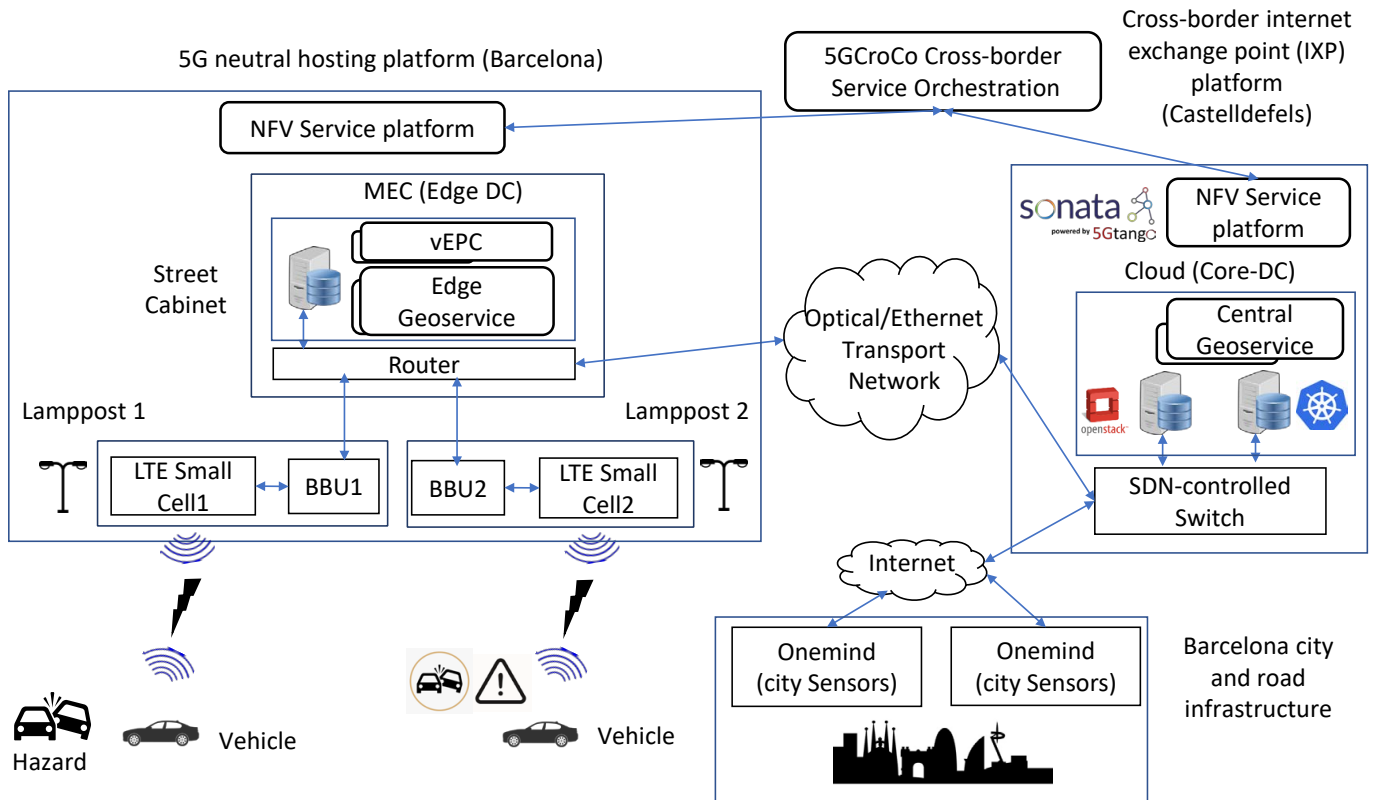 5G neutral hosting platform (Barcelona)
5GCroCo Cross-border
Service Orchestration
Cross-border internet
exchange point (IXP)
platform
(Castelldefels)
NFV Service platform
MEC (Edge DC)
vEPC
Edge
Geoservice
Street
Cabinet
Router
Lamppost 1
Lamppost 2
LTE Small
Cell1
BBU1
BBU2
LTE Small
Cell2
Optical/Ethernet
Transport
Network
sonata
powered by 5Gtango
NFV Service
platform
Cloud (Core-DC)
Central
Geoservice
openstack
SDN-controlled
Switch
Internet
Onemind
(city Sensors)
Onemind
(city Sensors)
Barcelona city
and road
infrastructure
Hazard
Vehicle
Vehicle